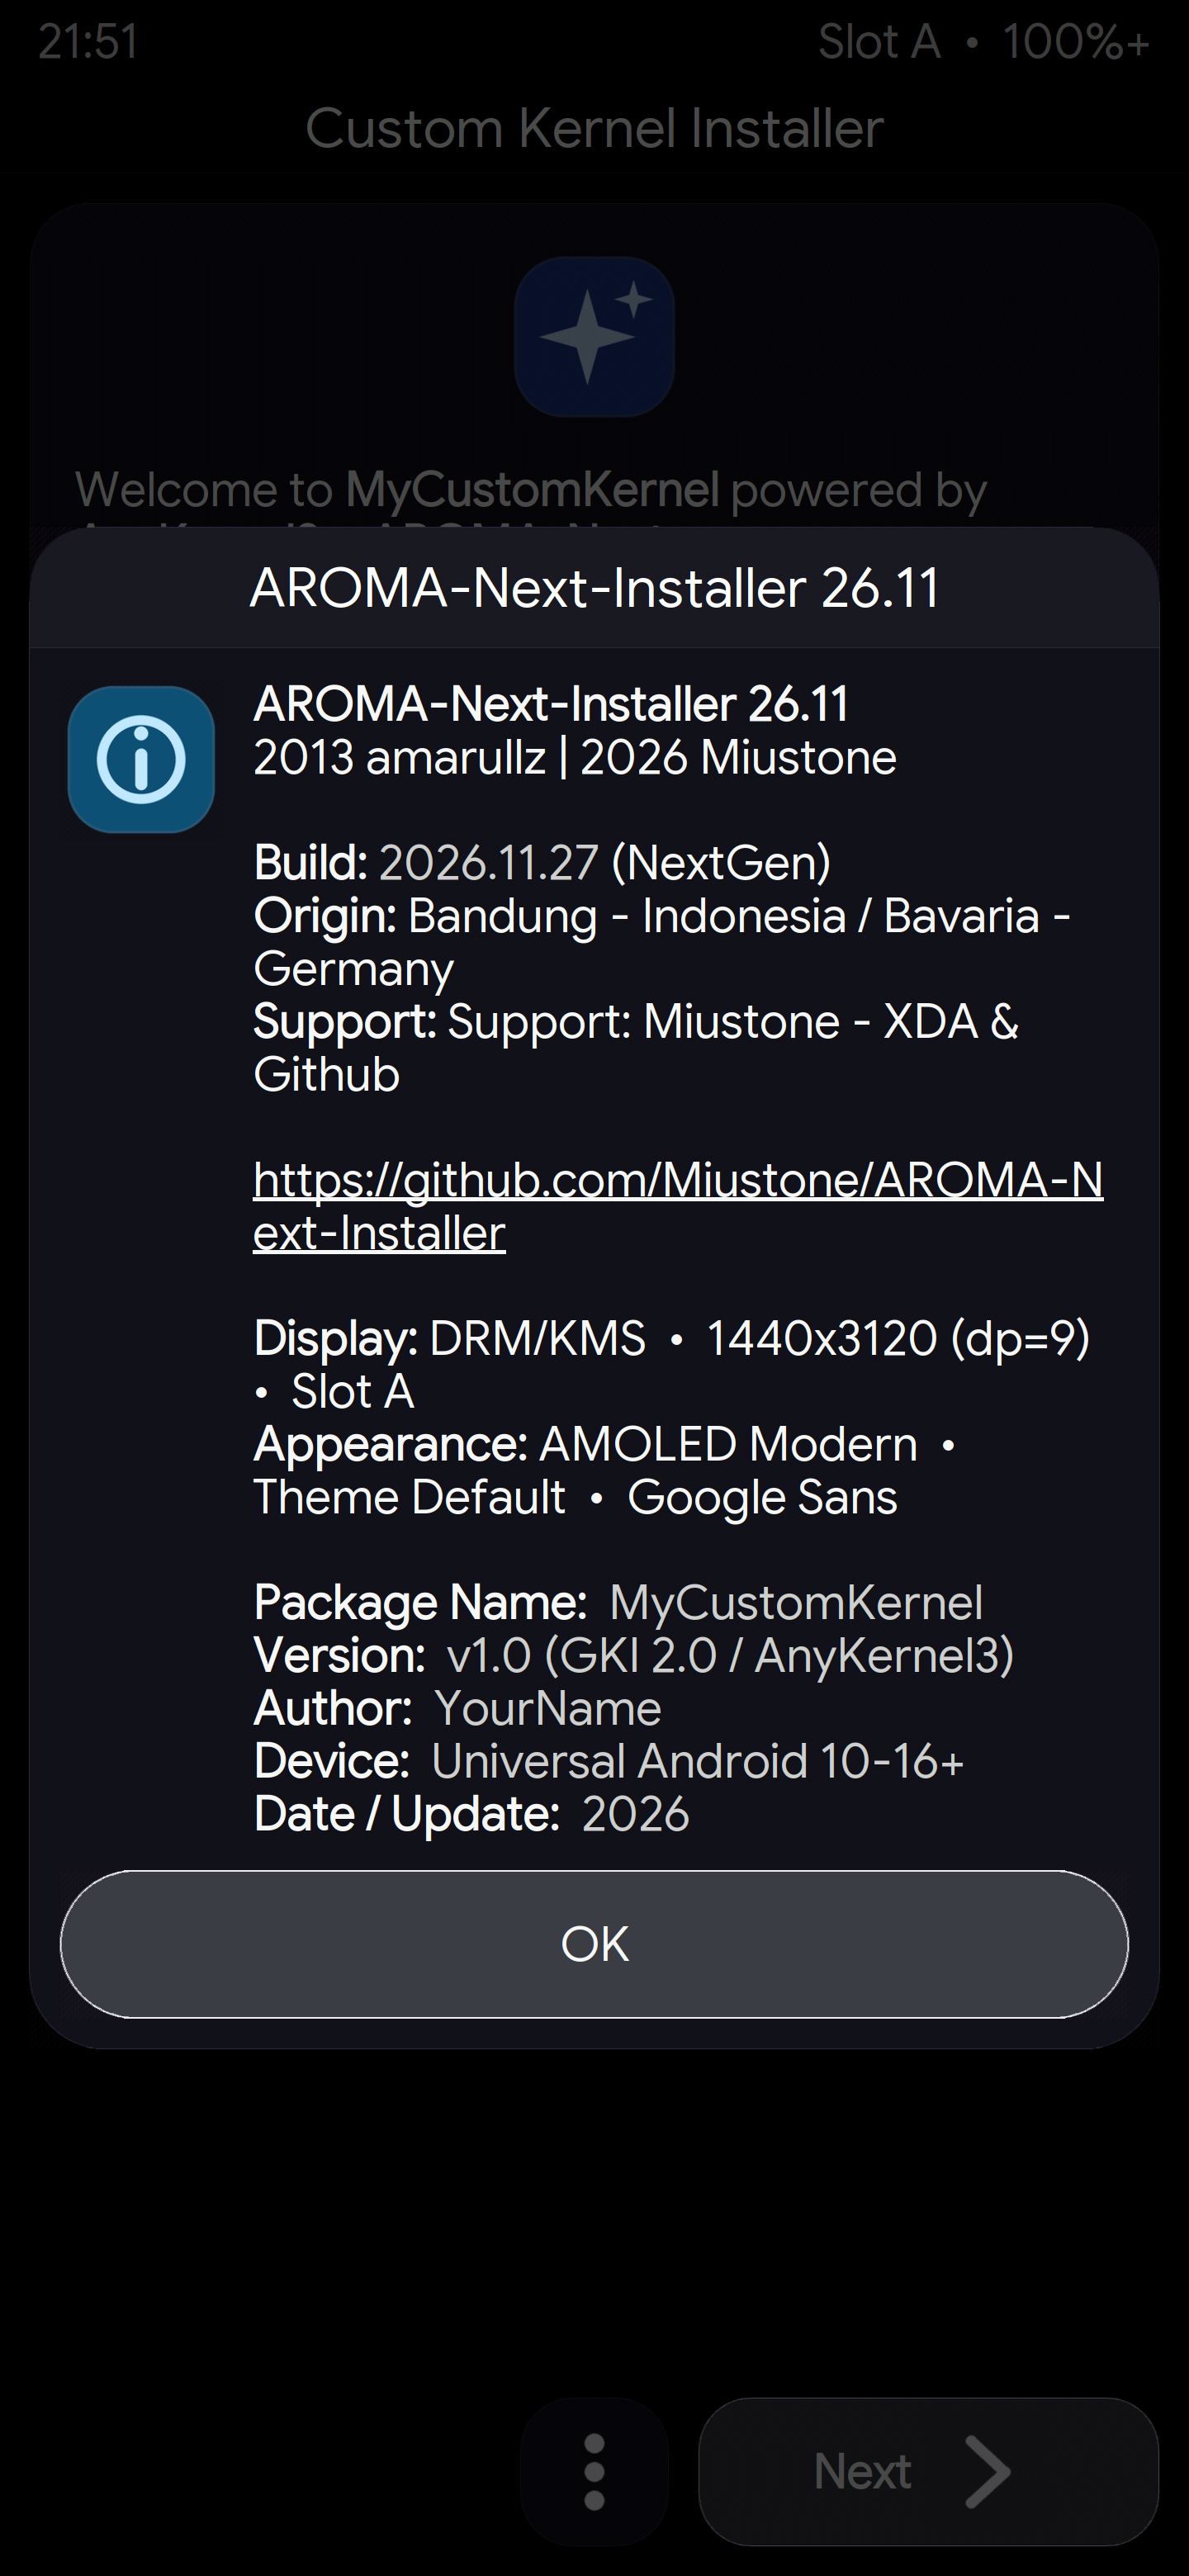 21:51
Slot A • 100%+
Custom Kernel Installer
Welcome to MyCustomKernel powered by
AROMA-Next-Installer 26.11
AROMA-Next-Installer 26.11
2013 amarullz | 2026 Miustone
Build: 2026.11.27 (NextGen)
Origin: Bandung - Indonesia / Bavaria -
Germany
Support: Support: Miustone - XDA &
Github
https://github.com/Miustone/AROMA-N
ext-Installer
Display: DRM/KMS • 1440x3120 (dp=9)
• Slot A
Appearance: AMOLED Modern •
Theme Default • Google Sans
Package Name: MyCustomKernel
Version: v1.0 (GKI 2.0 / AnyKernel3)
Author: YourName
Device: Universal Android 10-16+
Date / Update: 2026
OK
Next